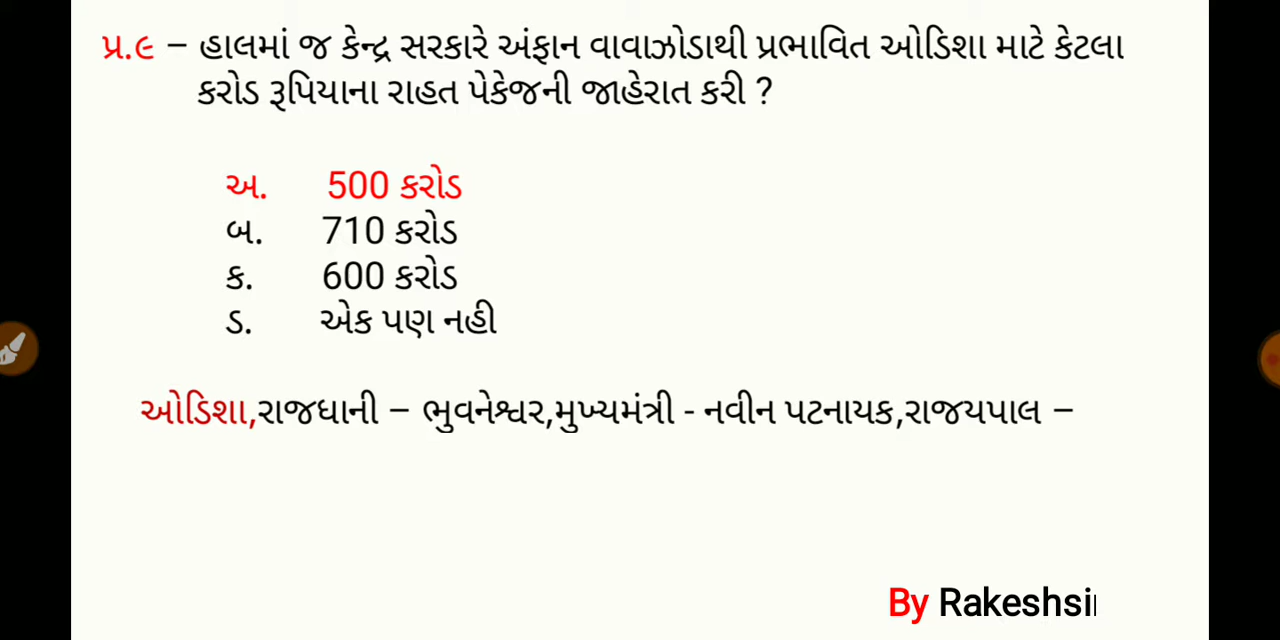 પ્ર.૯ – હાલમાં જ કેન્દ્ર સરકારે અંફાન વાવાઝોડાથી પ્રભાવિત ઓડિશા માટે કેટલા
કરોડ રૂપિયાના રાહત પેકેજની જાહેરાત કરી ?
અ. 500 કરોડ
બ. 710 કરોડ
ક. 600 કરોડ
ડ. એક પણ નહી
ઓડિશા,રાજધાની – ભુવનેશ્વર,મુખ્યમંત્રી - નવીન પટનાયક,રાજયપાલ –
By Rakeshsi